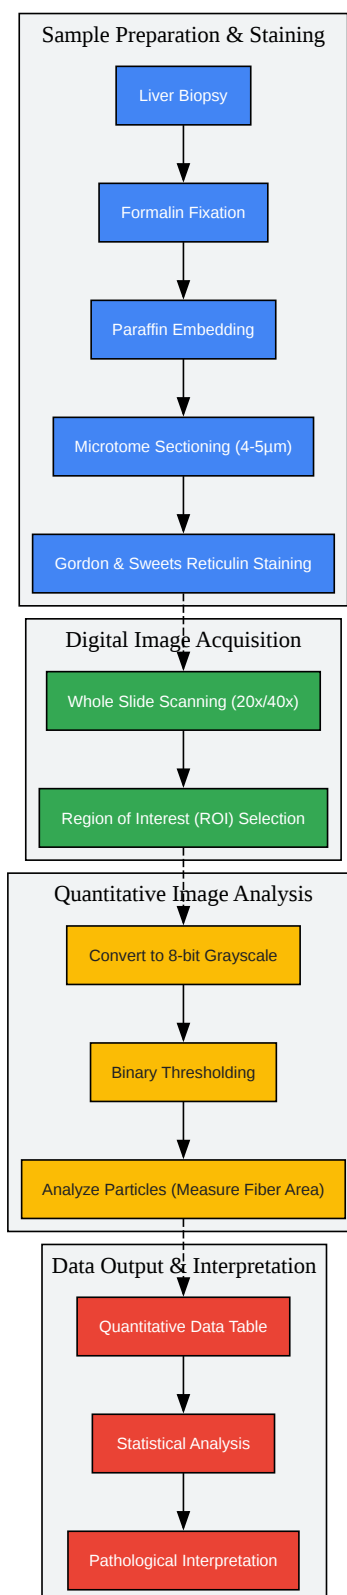 Sample Preparation & Staining
Liver Biopsy
Formalin Fixation
Paraffin Embedding
Microtome Sectioning (4-5µm)
Gordon & Sweets Reticulin Staining
Digital Image Acquisition
Whole Slide Scanning (20x/40x)
Region of Interest (ROI) Selection
Quantitative Image Analysis
Convert to 8-bit Grayscale
Binary Thresholding
Analyze Particles (Measure Fiber Area)
Data Output & Interpretation
Quantitative Data Table
Statistical Analysis
Pathological Interpretation